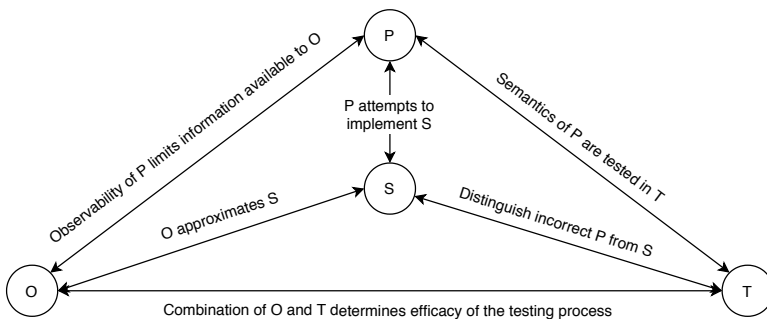 P
Observability of P limits information available to O
Semantics of P are tested in T
P attempts to
implement S
S
O approximates S
Distinguish incorrect P from S
O
T
Combination of O and T determines efficacy of the testing process